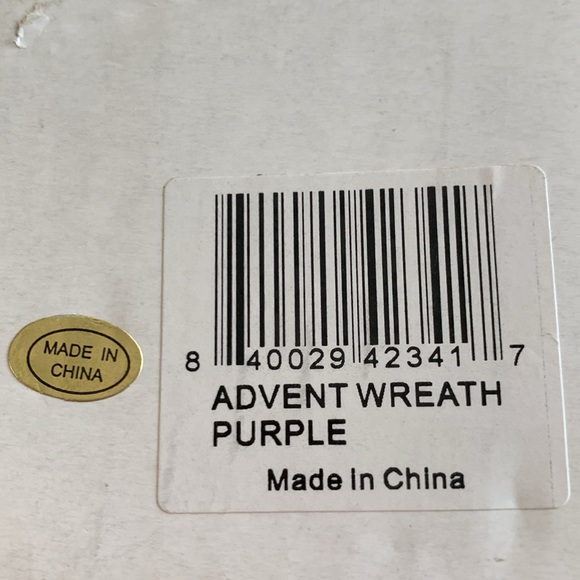 8 40029 42341 7
ADVENT WREATH
PURPLE
Made In China
MADE IN
CHINA